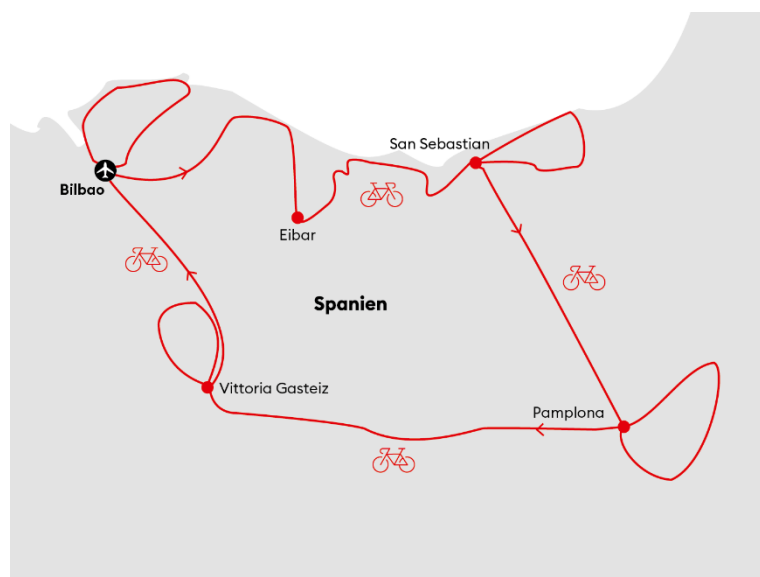 San Sebastian
Bilbao
Eibar
Spanien
Vittoria Gasteiz
Pamplona